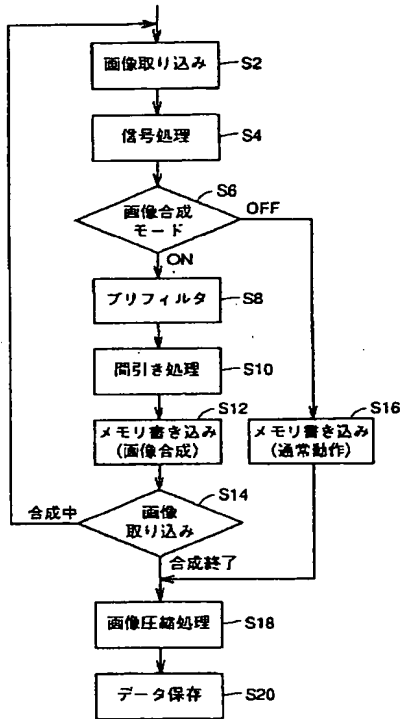 画像取り込み
S2
信号処理
S4
画像合成
モード
S6
OFF
ON
プリフィルタ
S8
間引き処理
S10
メモリ書き込み
(画像合成)
S12
メモリ書き込み
(通常動作)
S16
画像
取り込み
S14
合成中
合成終了
画像圧縮処理
S18
データ保存
S20